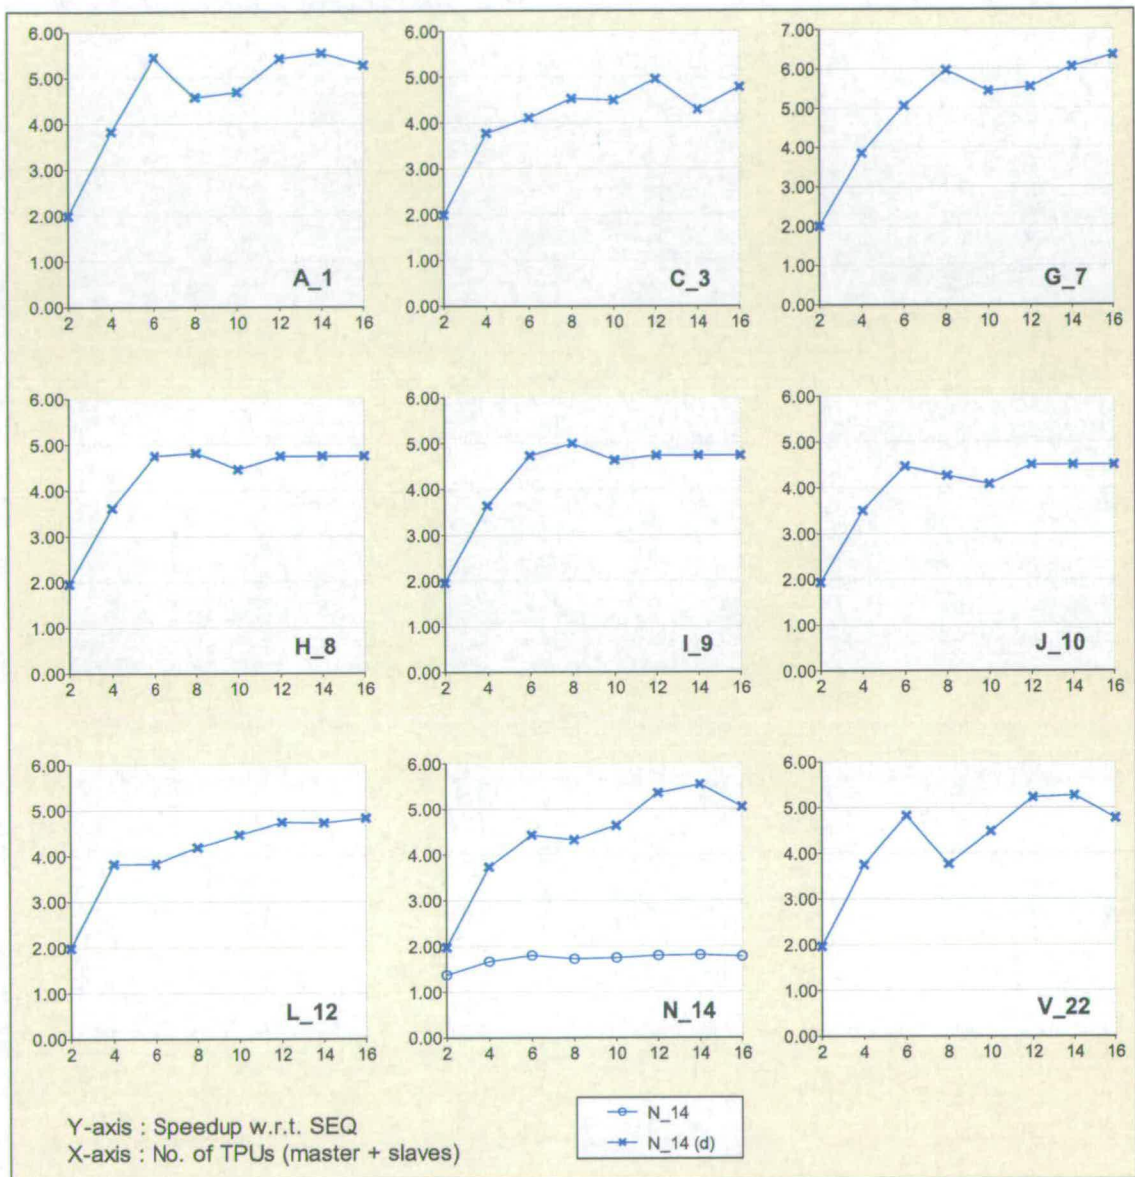 6.00
5.00
4.00
3.00
2.00
1.00
0.00
2 4 6 8 10 12 14 16
A_1
6.00
5.00
4.00
3.00
2.00
1.00
0.00
2 4 6 8 10 12 14 16
C_3
7.00
6.00
5.00
4.00
3.00
2.00
1.00
0.00
2 4 6 8 10 12 14 16
G_7
6.00
5.00
4.00
3.00
2.00
1.00
0.00
2 4 6 8 10 12 14 16
H_8
6.00
5.00
4.00
3.00
2.00
1.00
0.00
2 4 6 8 10 12 14 16
I_9
6.00
5.00
4.00
3.00
2.00
1.00
0.00
2 4 6 8 10 12 14 16
J_10
6.00
5.00
4.00
3.00
2.00
1.00
0.00
2 4 6 8 10 12 14 16
L_12
6.00
5.00
4.00
3.00
2.00
1.00
0.00
2 4 6 8 10 12 14 16
N_14
6.00
5.00
4.00
3.00
2.00
1.00
0.00
2 4 6 8 10 12 14 16
V_22
Y-axis : Speedup w.r.t. SEQ
X-axis : No. of TPUs (master + slaves)
N_14
N_14 (d)